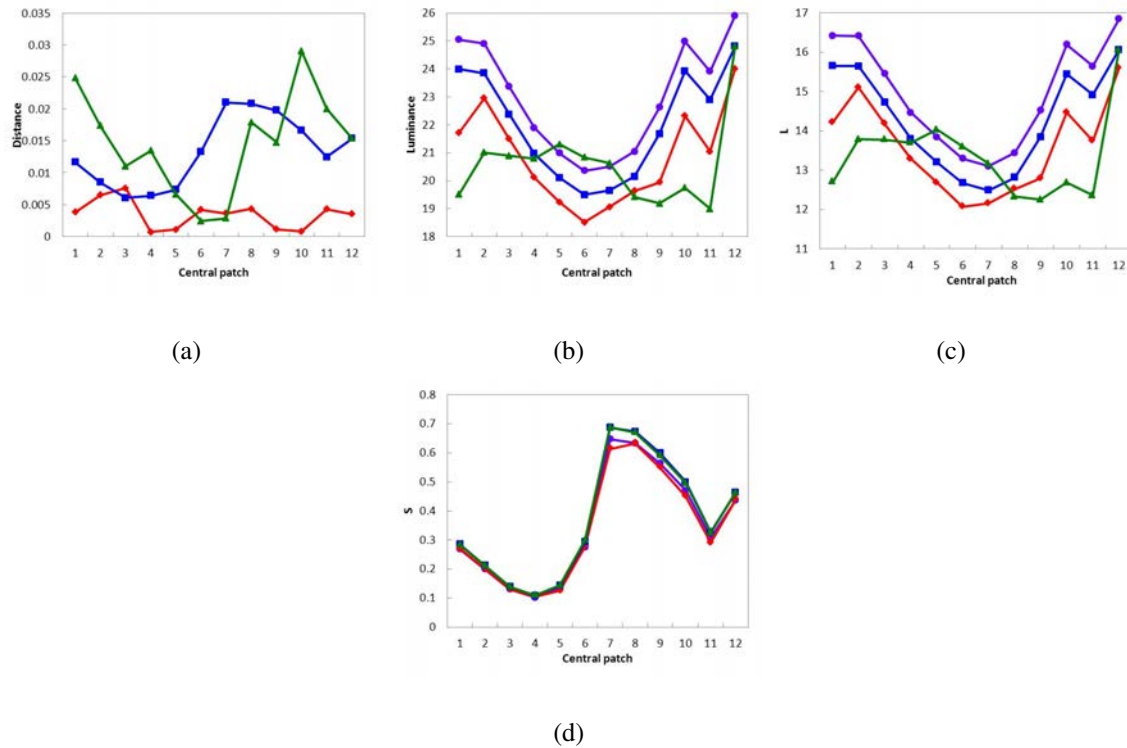 0.035
0.03
0.025
0.02
0.015
0.01
0.005
0
Distance
1 2 3 4 5 6 7 8 9 10 11 12
Central patch
(a)
26
25
24
23
22
21
20
19
18
Luminance
1 2 3 4 5 6 7 8 9 10 11 12
Central patch
(b)
17
16
15
14
13
12
11
L
1 2 3 4 5 6 7 8 9 10 11 12
Central patch
(c)
0.8
0.7
0.6
0.5
0.4
0.3
0.2
0.1
0
S
1 2 3 4 5 6 7 8 9 10 11 12
Central patch
(d)